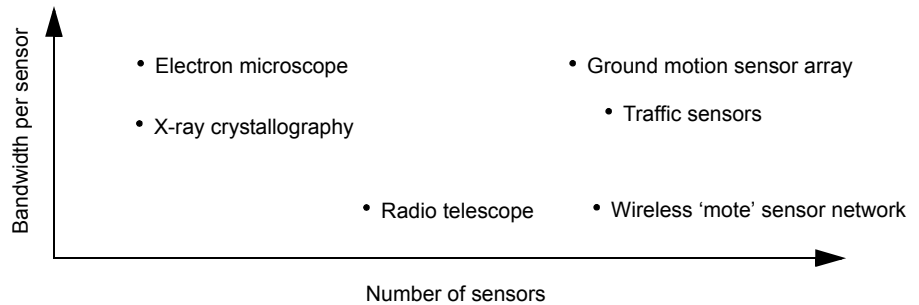 Bandwidth per sensor
• Electron microscope
• Ground motion sensor array
• Traffic sensors
• X-ray crystallography
• Radio telescope
• Wireless ‘mote’ sensor network
Number of sensors